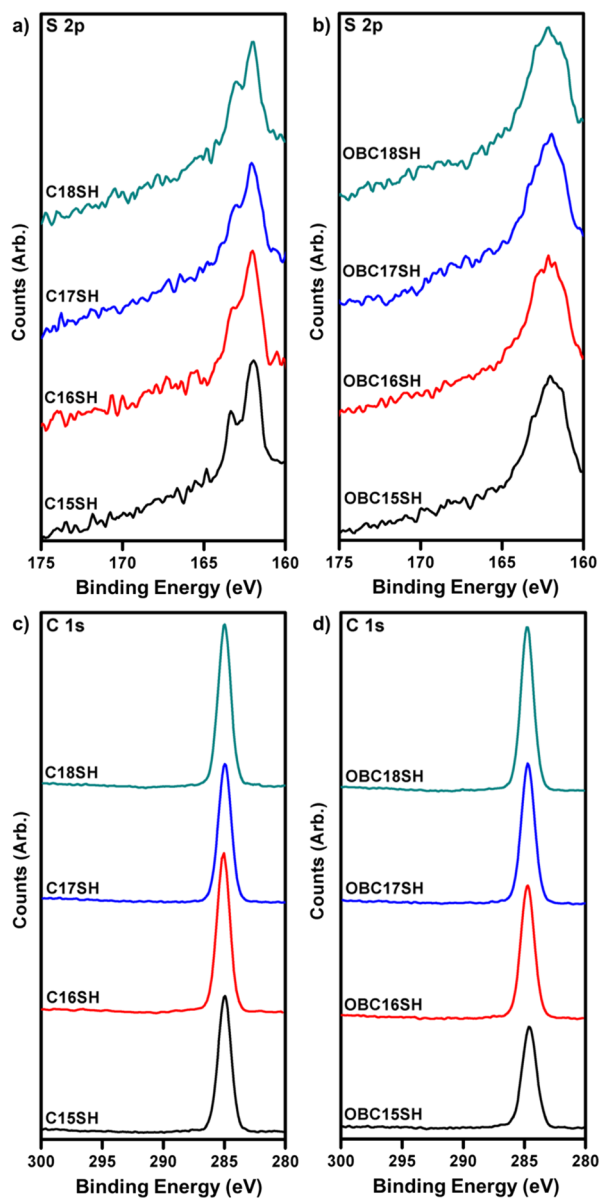 a) S 2p
C18SH
C17SH
C16SH
C15SH
Counts (Arb.)
175 170 165 160
Binding Energy (eV)
b) S 2p
OBC18SH
OBC17SH
OBC16SH
OBC15SH
Counts (Arb.)
175 170 165 160
Binding Energy (eV)
c) C 1s
C18SH
C17SH
C16SH
C15SH
Counts (Arb.)
300 295 290 285 280
Binding Energy (eV)
d) C 1s
OBC18SH
OBC17SH
OBC16SH
OBC15SH
Counts (Arb.)
300 295 290 285 280
Binding Energy (eV)